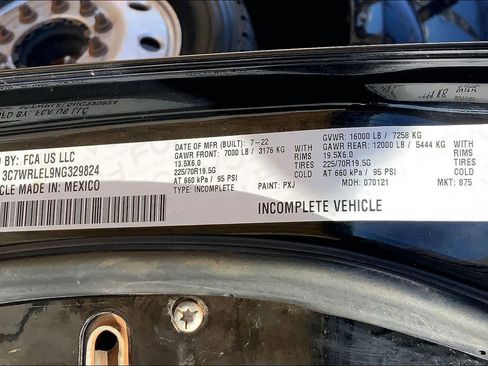 D BY: FCA US LLC
3C7WRLEL9NG329824
CLE MADE IN: MEXICO
DATE OF MFR (BUILT): 7-22
GAWR FRONT: 7000 LB / 3176 KG
19.5X6.0
225/70R19.5G
AT 660 kPa / 95 PSI
TYPE: INCOMPLETE
PAINT: PXJ
GVWR: 16000 LB / 7258 KG
GAWR REAR: 12000 LB / 5444 KG
RIMS 19.5X6.0 RIMS
TIRES 225/70R19.5G TIRES
COLD AT 660 kPa / 95 PSI COLD
MDH: 070121 MKT: 875
INCOMPLETE VEHICLE